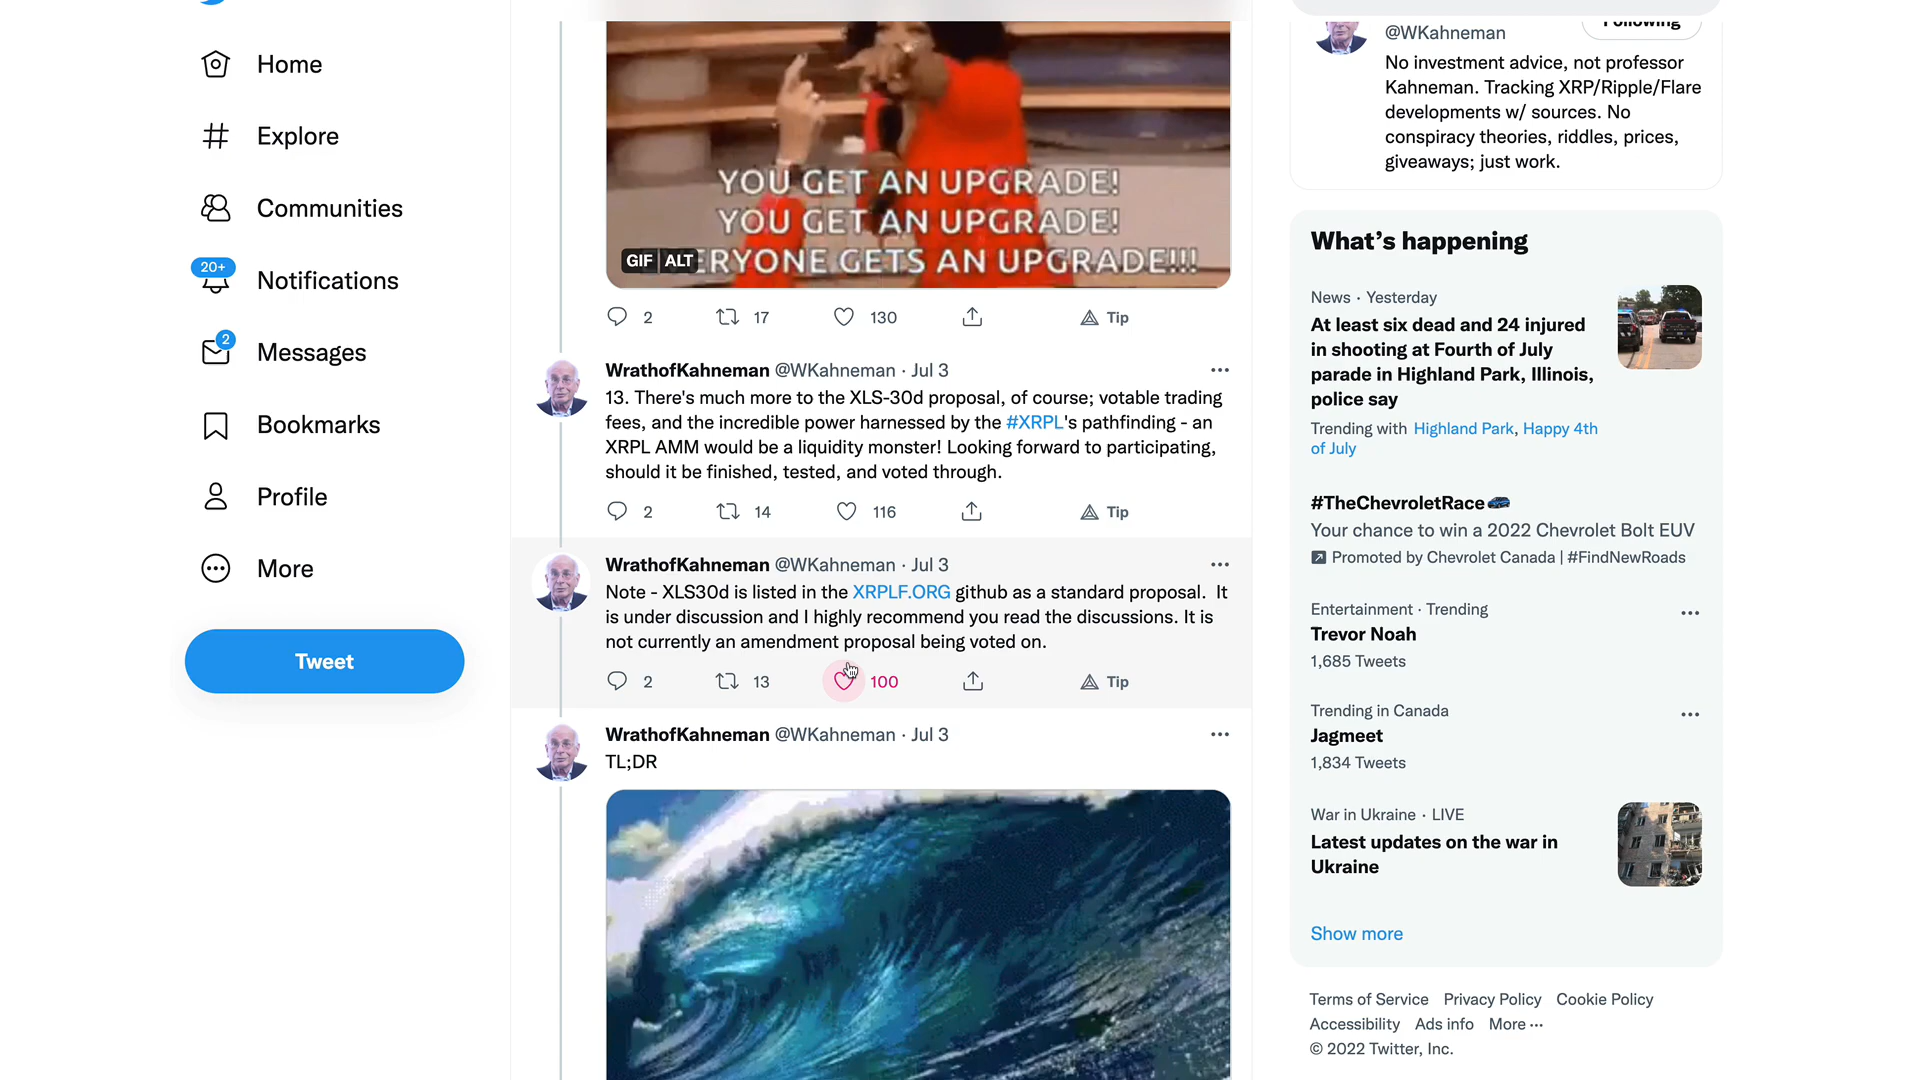 Home
Explore
Communities
20+
Notifications
2
Messages
Bookmarks
Profile
More
Tweet
YOU GET AN UPGRADE!
YOU GET AN UPGRADE!
ERYONE GETS AN UPGRADE!!!
GIF ALT
2 17 130 Tip
WrathofKahneman @WKahneman · Jul 3
13. There's much more to the XLS-30d proposal, of course; votable trading
fees, and the incredible power harnessed by the #XRPL's pathfinding - an
XRPL AMM would be a liquidity monster! Looking forward to participating,
should it be finished, tested, and voted through.
2 14 116 Tip
WrathofKahneman @WKahneman · Jul 3
Note - XLS30d is listed in the XRPLF.ORG github as a standard proposal. It
is under discussion and I highly recommend you read the discussions. It is
not currently an amendment proposal being voted on.
2 13 100 Tip
WrathofKahneman @WKahneman · Jul 3
TL;DR
Following
@WKahneman
No investment advice, not professor
Kahneman. Tracking XRP/Ripple/Flare
developments w/ sources. No
conspiracy theories, riddles, prices,
giveaways; just work.
What's happening
News · Yesterday
At least six dead and 24 injured
in shooting at Fourth of July
parade in Highland Park, Illinois,
police say
Trending with Highland Park, Happy 4th
of July
#TheChevroletRace
Your chance to win a 2022 Chevrolet Bolt EUV
Promoted by Chevrolet Canada | #FindNewRoads
Entertainment · Trending
Trevor Noah
1,685 Tweets
Trending in Canada
Jagmeet
1,834 Tweets
War in Ukraine · LIVE
Latest updates on the war in
Ukraine
Show more
Terms of Service Privacy Policy Cookie Policy
Accessibility Ads info More ···
© 2022 Twitter, Inc.